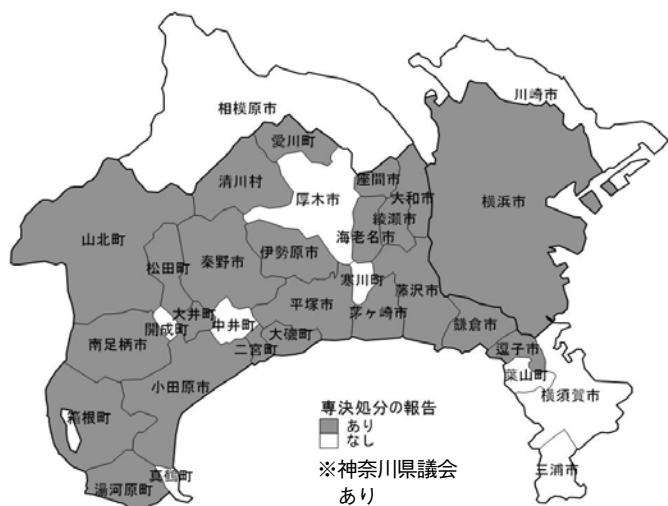 川崎市
相模原市
愛川町
座間市
大和市
清川村
厚木市
横浜市
綾瀬市
山北町
秦野市
伊勢原市
海老名市
松田町
寒川町
大井町
平塚市
藤沢市
開成町
中井町
茅ヶ崎市
鎌倉市
南足柄市
大磯町
二宮町
逗子市
葉山町
小田原市
横須賀市
箱根町
真鶴町
三浦市
湯河原町
専決処分の報告
あり
なし
※神奈川県議会
あり